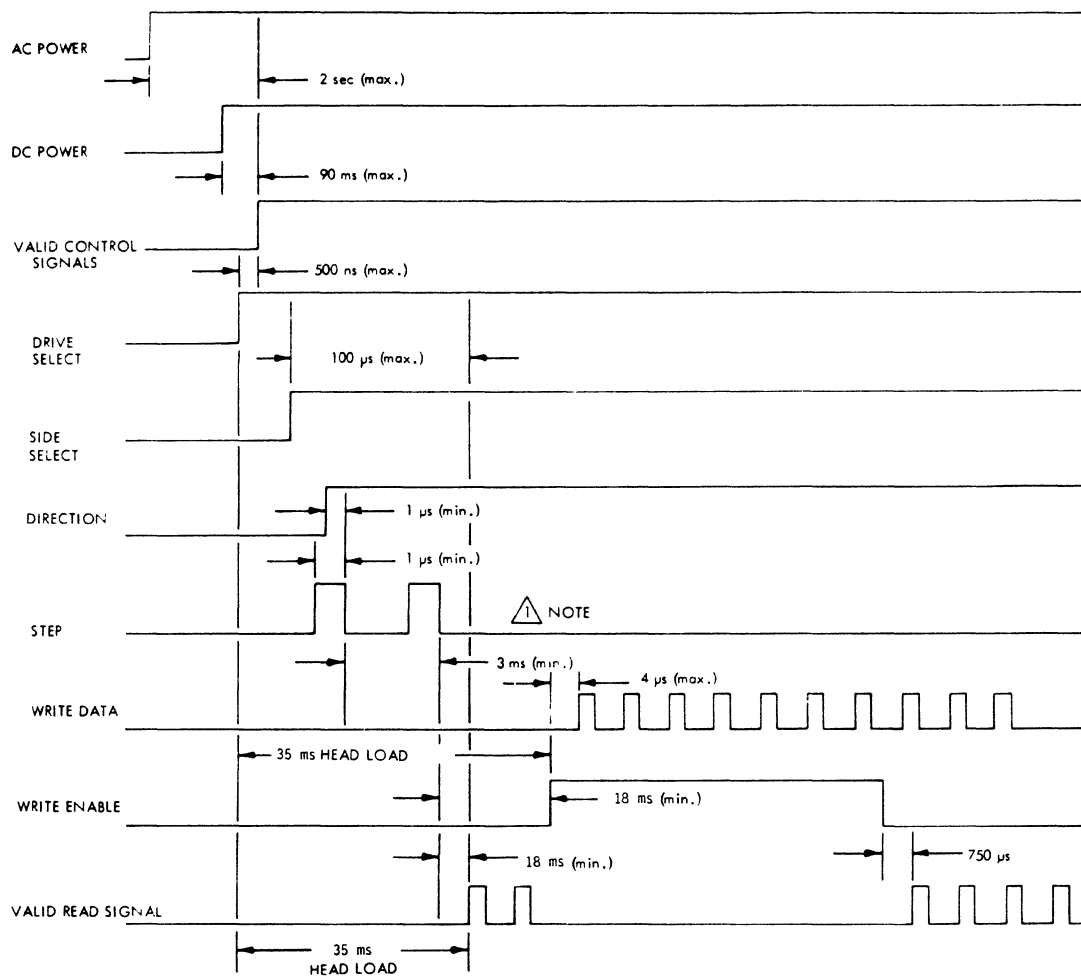 AC POWER
2 sec (max.)
DC POWER
90 ms (max.)
VALID CONTROL
SIGNALS
500 ns (max.)
DRIVE
SELECT
100 µs (max.)
SIDE
SELECT
DIRECTION
1 µs (min.)
1 µs (min.)
STEP
1 NOTE
3 ms (min.)
4 µs (max.)
WRITE DATA
35 ms HEAD LOAD
WRITE ENABLE
18 ms (min.)
18 ms (min.)
750 µs
VALID READ SIGNAL
35 ms
HEAD LOAD